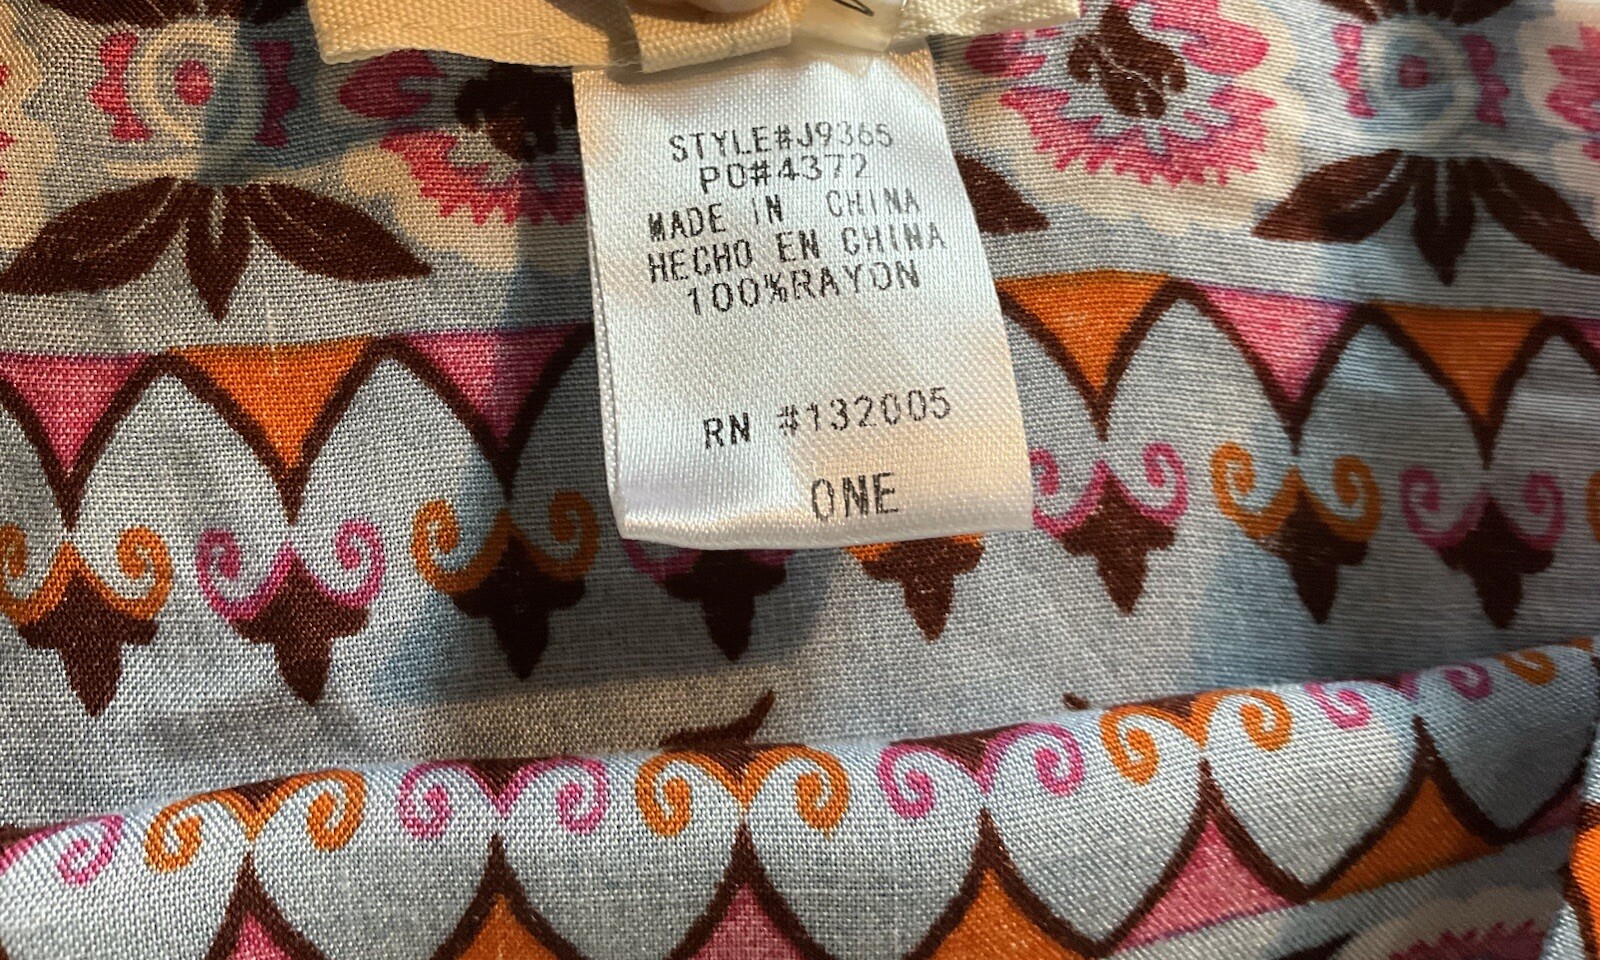 STYLE#J9365
PO#4372
MADE IN CHINA
HECHO EN CHINA
100%RAYON
RN #132005
ONE